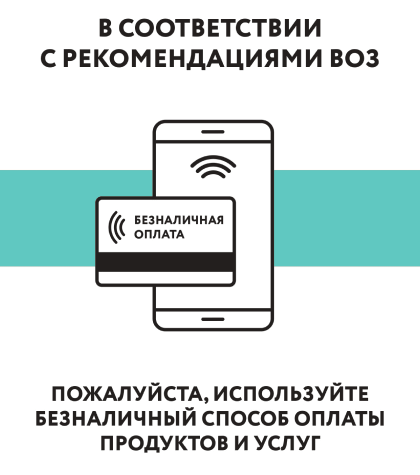 В СООТВЕТСТВИИ
С РЕКОМЕНДАЦИЯМИ ВОЗ
БЕЗНАЛИЧНАЯ
ОПЛАТА
ПОЖАЛУЙСТА, ИСПОЛЬЗУЙТЕ
БЕЗНАЛИЧНЫЙ СПОСОБ ОПЛАТЫ
ПРОДУКТОВ И УСЛУГ